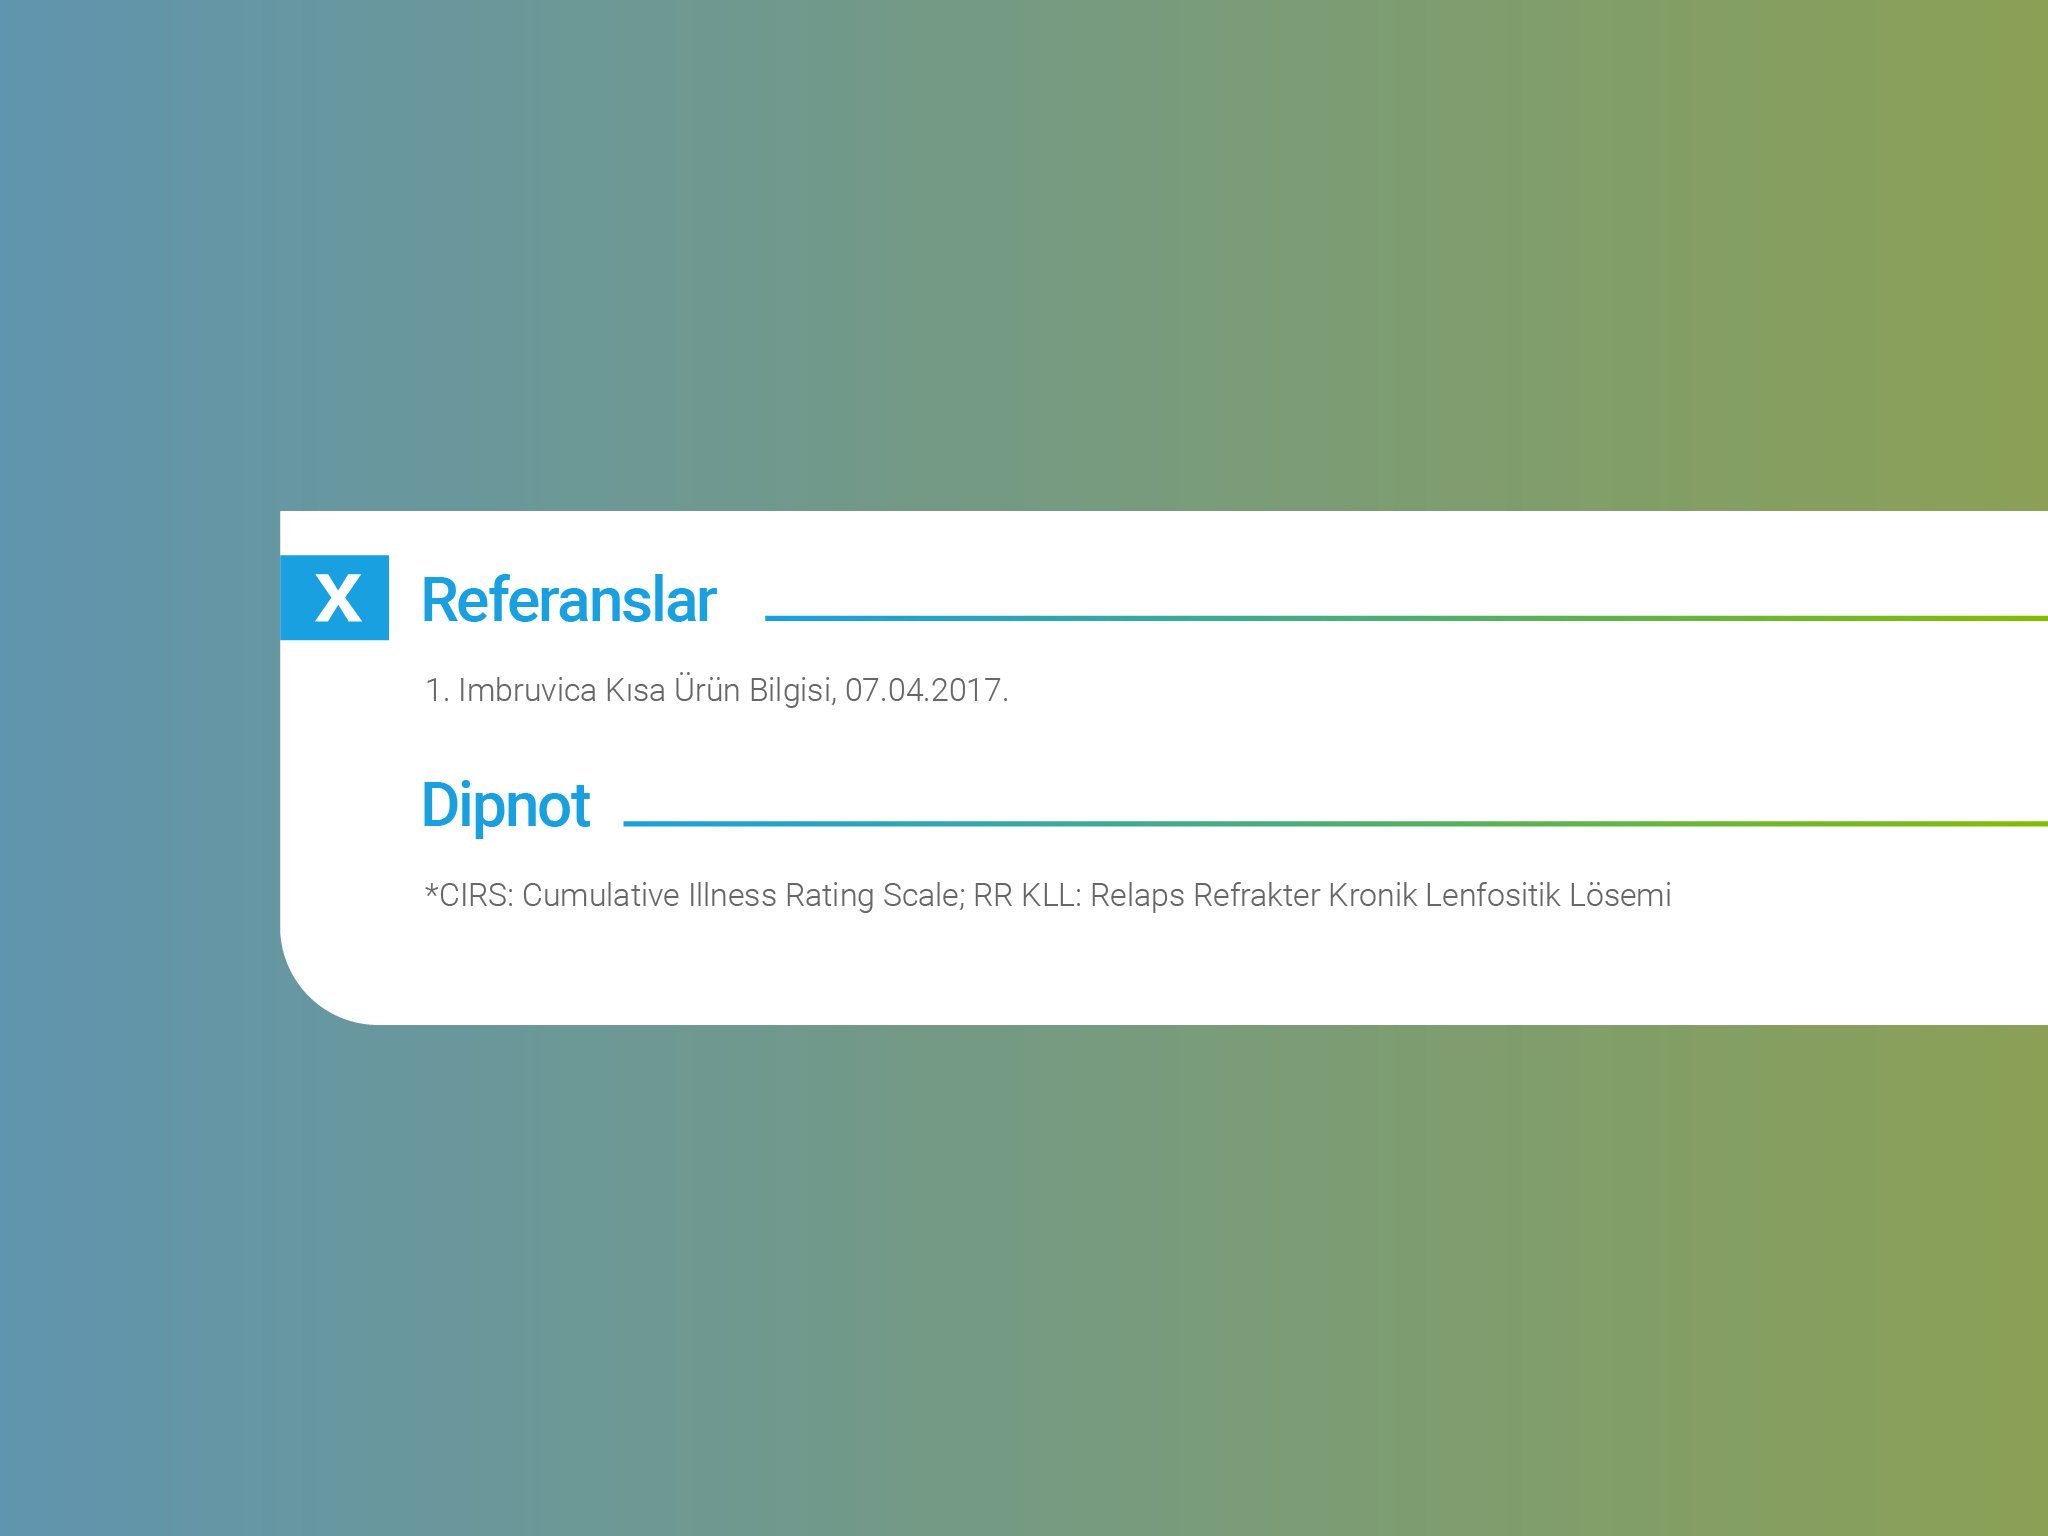 X Referanslar
1. Imbruvica Kısa Ürün Bilgisi, 07.04.2017.
Dipnot
*CIRS: Cumulative Illness Rating Scale; RR KLL: Relaps Refrakter Kronik Lenfositik Lösemi